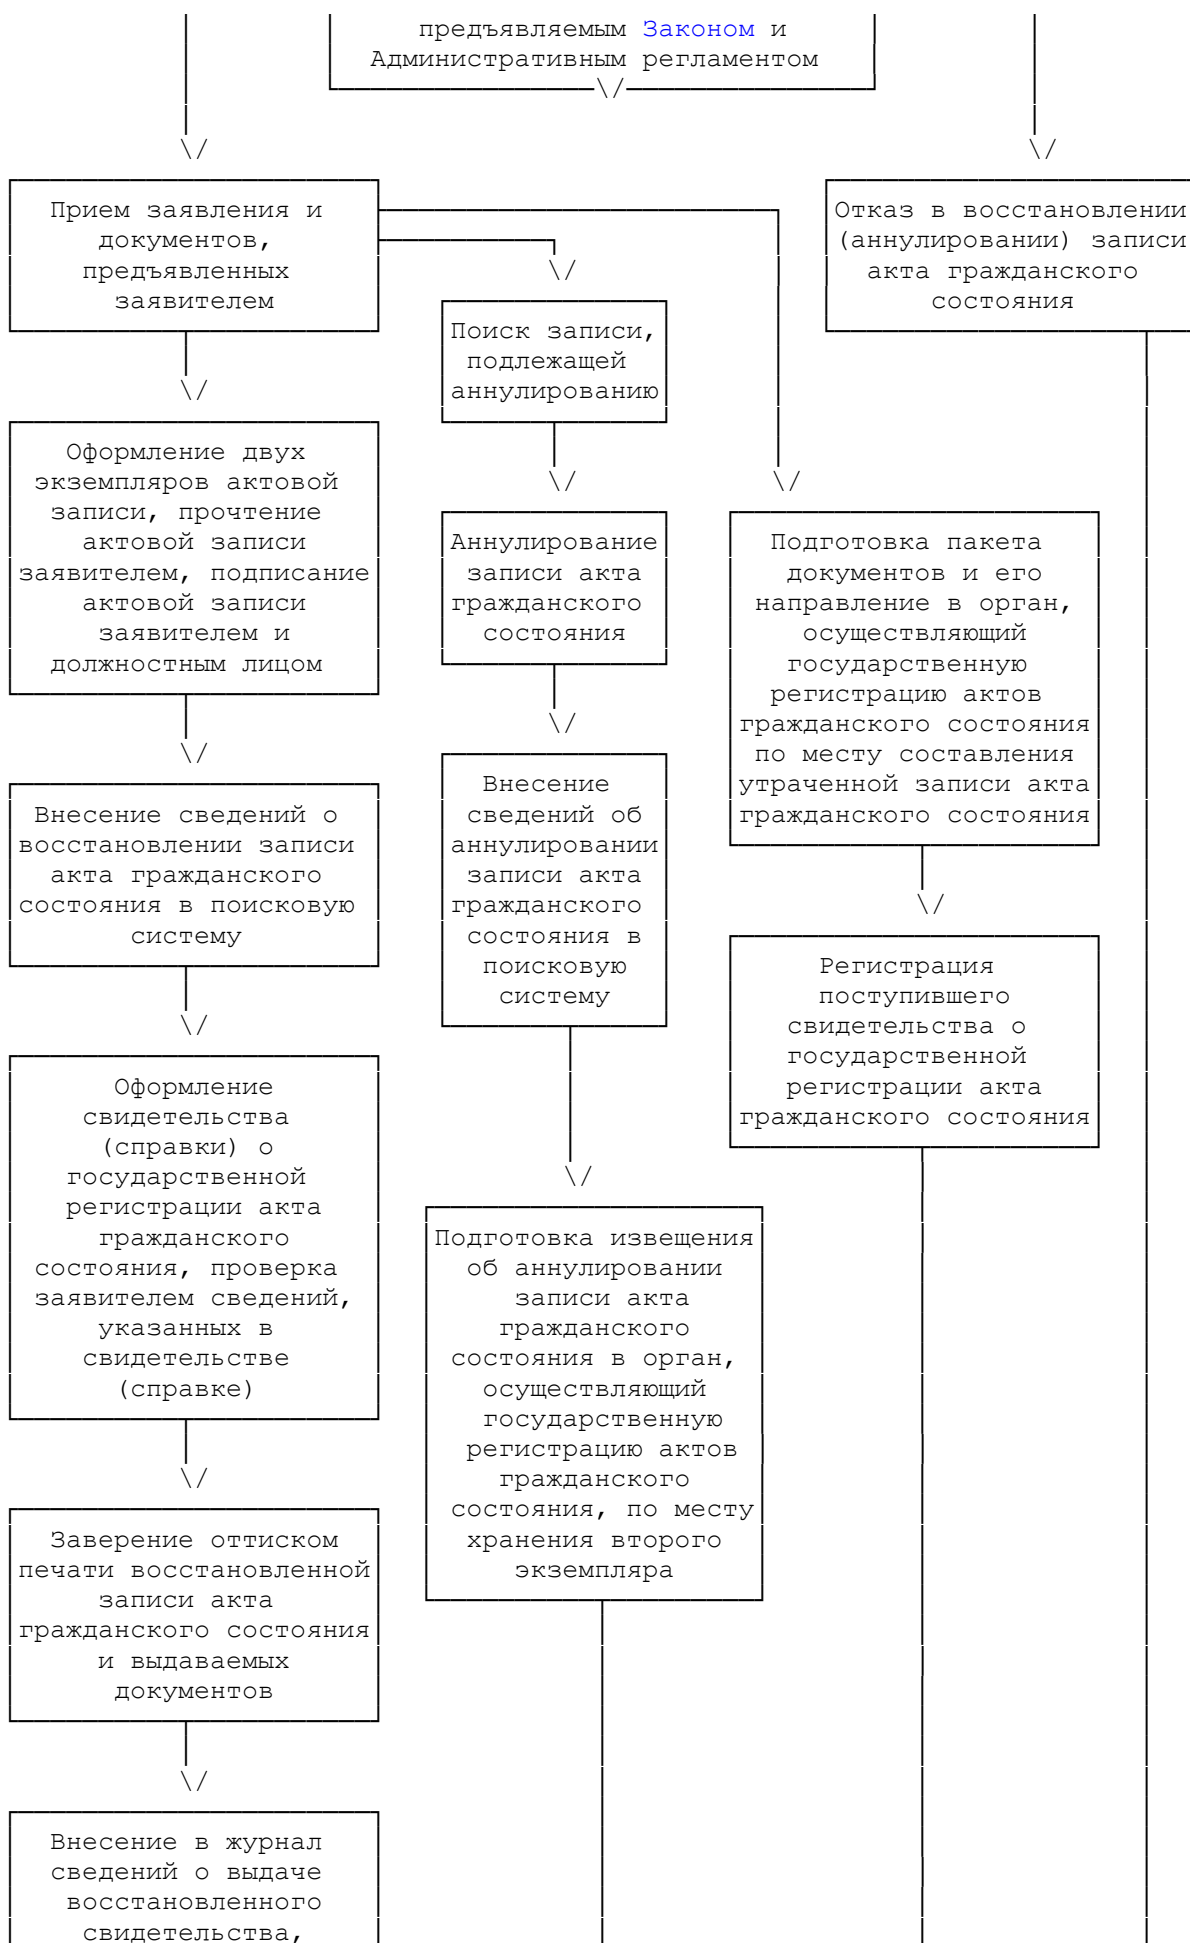 предъявляемым Законом и
Административным регламентом
Прием заявления и
документов,
предъявленных
заявителем
Отказ в восстановлении
(аннулировании) записи
акта гражданского
состояния
Поиск записи,
подлежащей
аннулированию
Оформление двух
экземпляров актовой
записи, прочтение
актовой записи
заявителем, подписание
актовой записи
заявителем и
должностным лицом
Аннулирование
записи акта
гражданского
состояния
Подготовка пакета
документов и его
направление в орган,
осуществляющий
государственную
регистрацию актов
гражданского состояния
по месту составления
утраченной записи акта
гражданского состояния
Внесение сведений о
восстановлении записи
акта гражданского
состояния в поисковую
систему
Внесение
сведений об
аннулировании
записи акта
гражданского
состояния в
поисковую
систему
Регистрация
поступившего
свидетельства о
государственной
регистрации акта
гражданского состояния
Оформление
свидетельства
(справки) о
государственной
регистрации акта
гражданского
состояния, проверка
заявителем сведений,
указанных в
свидетельстве
(справке)
Подготовка извещения
об аннулировании
записи акта
гражданского
состояния в орган,
осуществляющий
государственную
регистрацию актов
гражданского
состояния, по месту
хранения второго
экземпляра
Заверение оттиском
печати восстановленной
записи акта
гражданского состояния
и выдаваемых
документов
Внесение в журнал
сведений о выдаче
восстановленного
свидетельства,